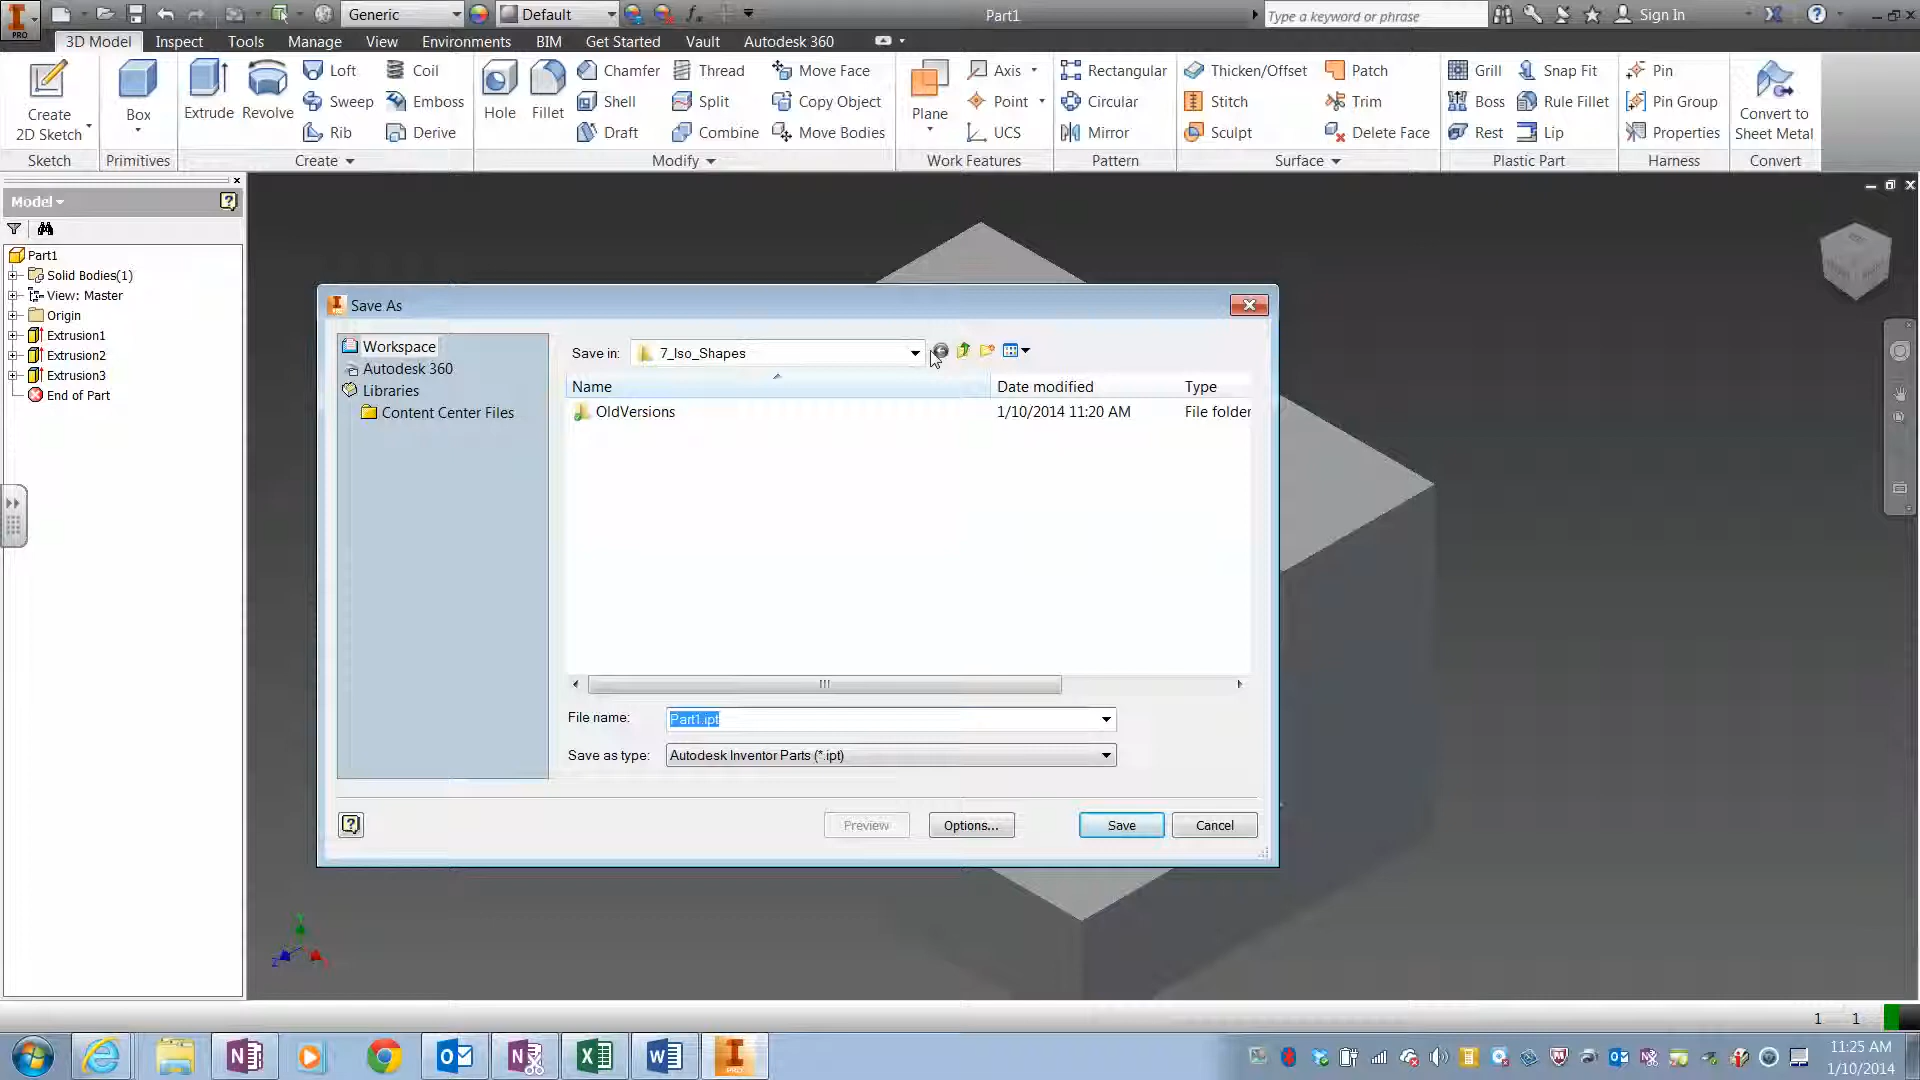 PRO
Generic
Default
Part1
Type a keyword or phrase
Sign In
3D Model Inspect Tools Manage View Environments BIM Get Started Vault Autodesk 360
Create
2D Sketch
Box
Extrude
Revolve
Loft
Sweep
Rib
Coil
Emboss
Derive
Hole
Fillet
Chamfer
Shell
Draft
Thread
Split
Combine
Move Face
Copy Object
Move Bodies
Plane
Axis
Point
UCS
Rectangular
Circular
Mirror
Thicken/Offset
Stitch
Sculpt
Patch
Trim
Delete Face
Grill
Boss
Rest
Snap Fit
Rule Fillet
Lip
Pin
Pin Group
Properties
Convert to
Sheet Metal
Sketch Primitives Create Modify Work Features Pattern Surface Plastic Part Harness Convert
Model
Part1
Solid Bodies(1)
View: Master
Origin
Extrusion1
Extrusion2
Extrusion3
End of Part
Save As
Workspace
Autodesk 360
Libraries
Content Center Files
Save in: 7_Iso_Shapes
Name Date modified Type
OldVersions 1/10/2014 11:20 AM File folder
File name: Part1.ipt
Save as type: Autodesk Inventor Parts (*.ipt)
Preview Options... Save Cancel
1 1
11:25 AM
1/10/2014